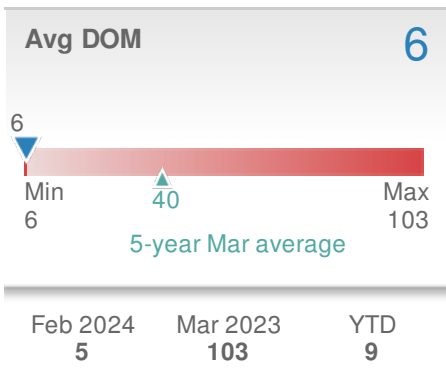 Avg DOM 6
6
Min Max
6 40 103
5-year Mar average
Feb 2024 Mar 2023 YTD
5 103 9